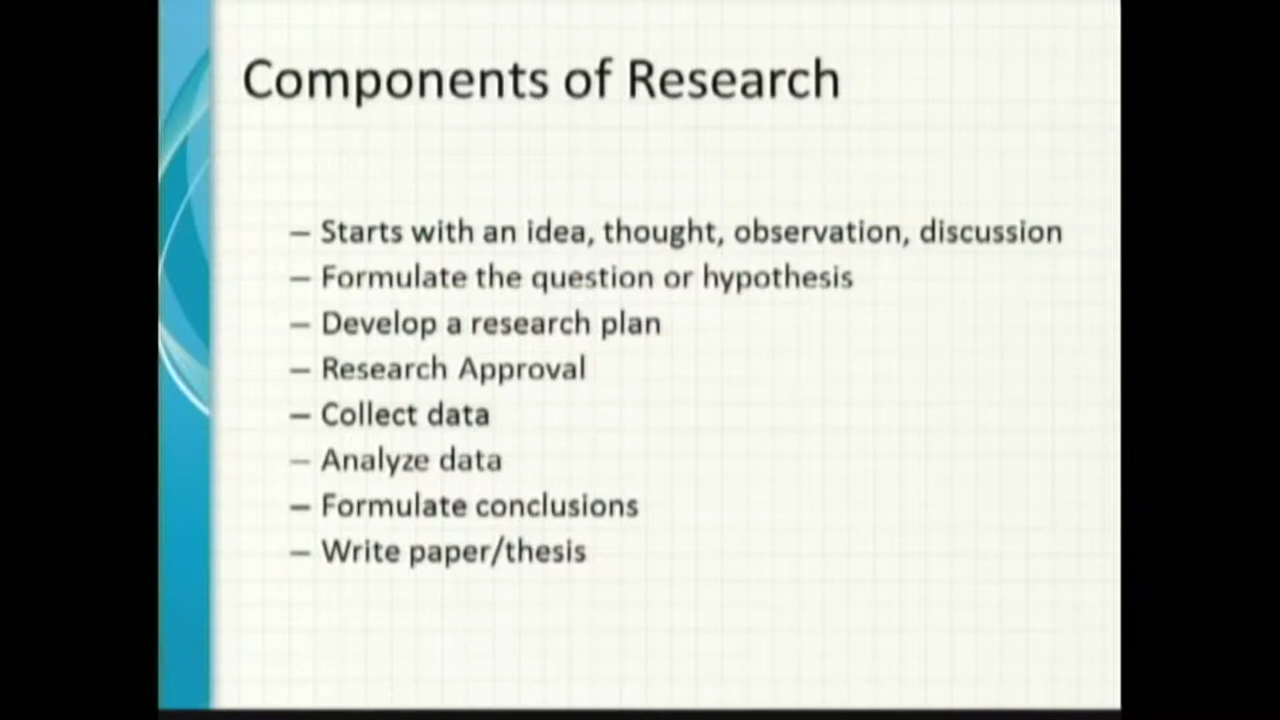 Components of Research
– Starts with an idea, thought, observation, discussion
– Formulate the question or hypothesis
– Develop a research plan
– Research Approval
– Collect data
– Analyze data
– Formulate conclusions
– Write paper/thesis